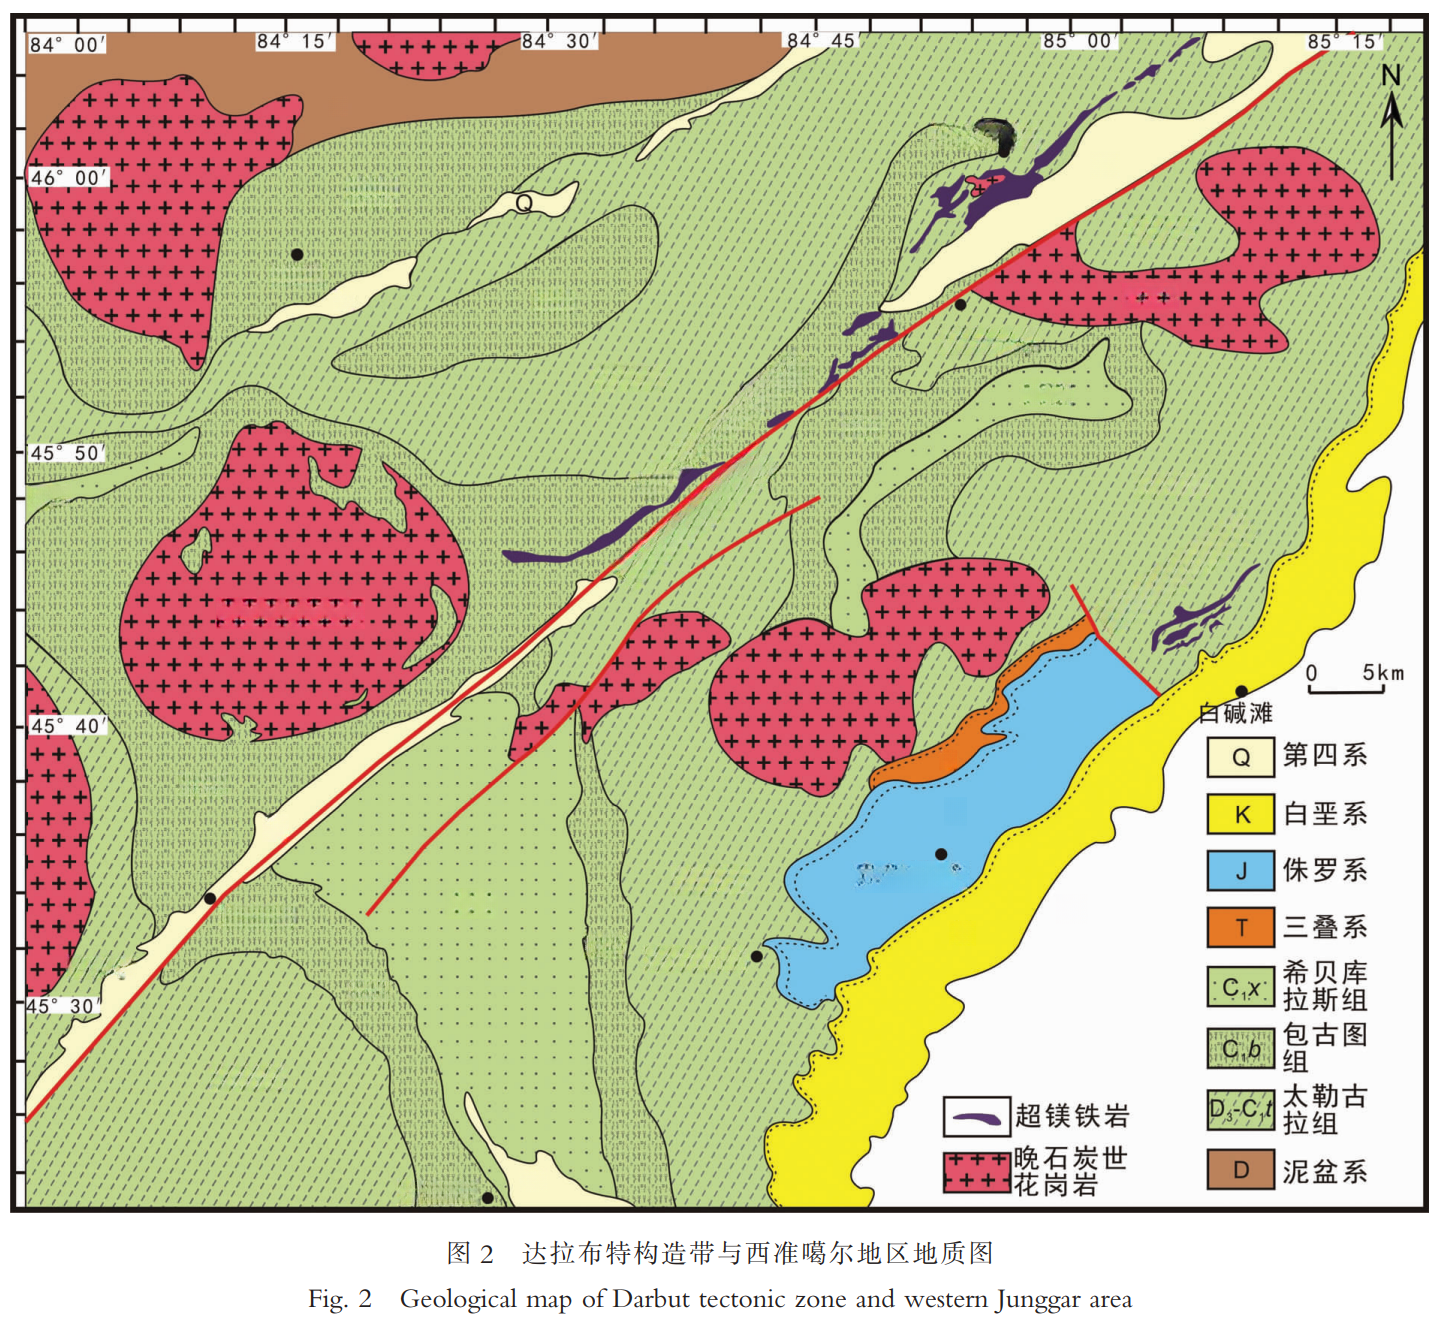 84° 00′
84° 15′
84° 30′
84° 45′
85° 00′
85° 15′
N
46° 00′
Q
45° 50′
45° 40′
45° 30′
0 5km
白碱滩
Q 第四系
K 白垩系
J 侏罗系
T 三叠系
C₁x 希贝库
拉斯组
C₁b 包古图
组
D₃-C₁t 太勒古
拉组
D 泥盆系
超镁铁岩
晚石炭世
花岗岩
图 2 达拉布特构造带与西准噶尔地区地质图
Fig. 2 Geological map of Darbut tectonic zone and western Junggar area